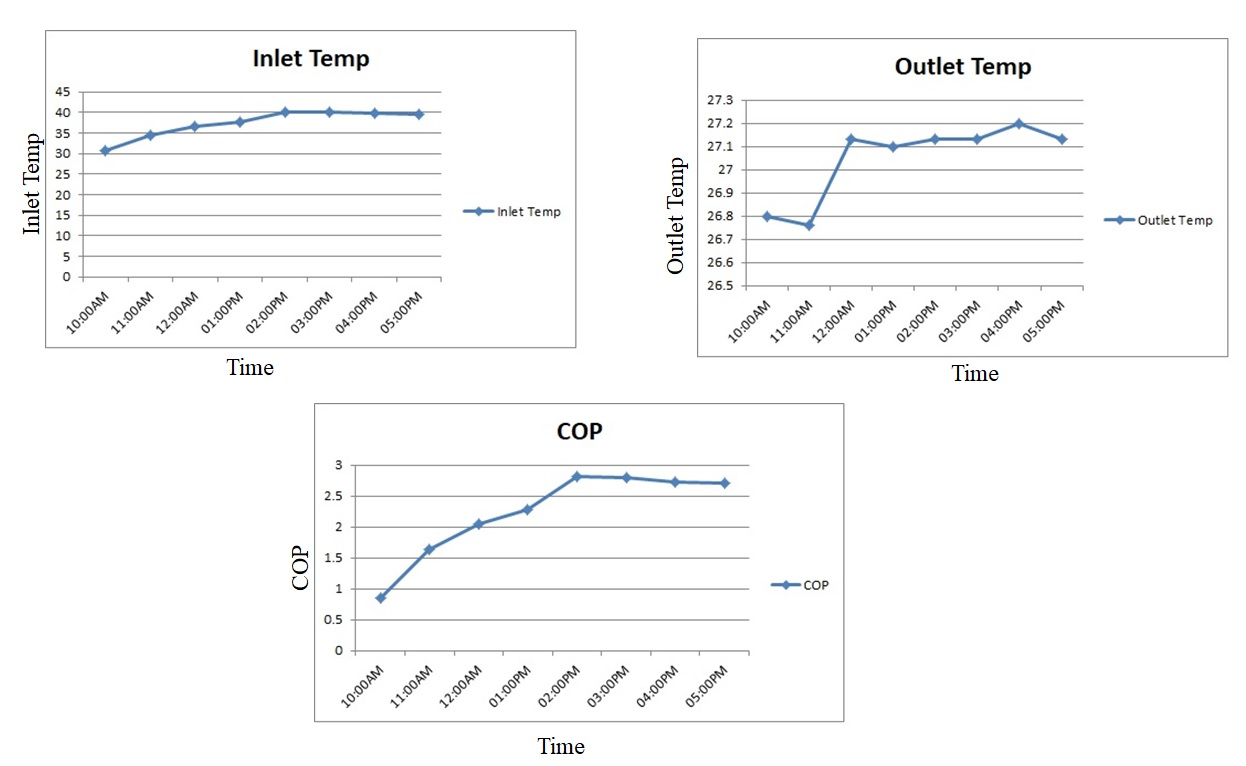 Inlet Temp
45
40
35
30
25
20
15
10
5
0
Inlet Temp
Inlet Temp
10:00AM
11:00AM
12:00AM
01:00PM
02:00PM
03:00PM
04:00PM
05:00PM
Time
Outlet Temp
27.3
27.2
27.1
27
26.9
26.8
26.7
26.6
26.5
Outlet Temp
Outlet Temp
10:00AM
11:00AM
12:00AM
01:00PM
02:00PM
03:00PM
04:00PM
05:00PM
Time
COP
3
2.5
2
1.5
1
0.5
0
COP
COP
10:00AM
11:00AM
12:00AM
01:00PM
02:00PM
03:00PM
04:00PM
05:00PM
Time